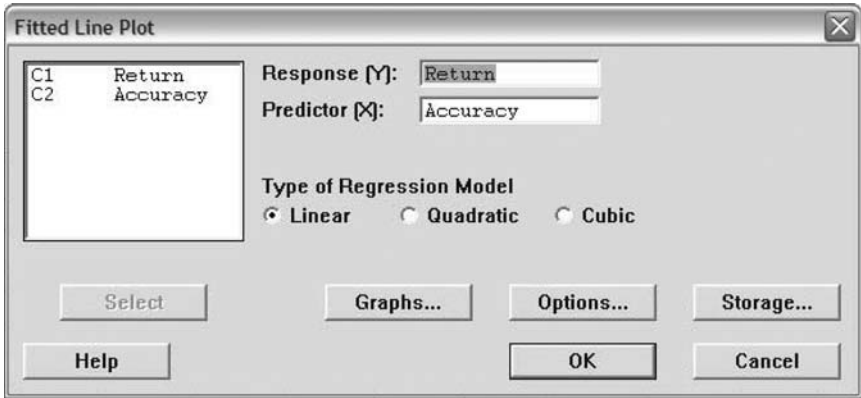 Fitted Line Plot
C1 Return
C2 Accuracy
Response (Y): Return
Predictor (X): Accuracy
Type of Regression Model
Linear Quadratic Cubic
Select Graphs... Options... Storage...
Help OK Cancel